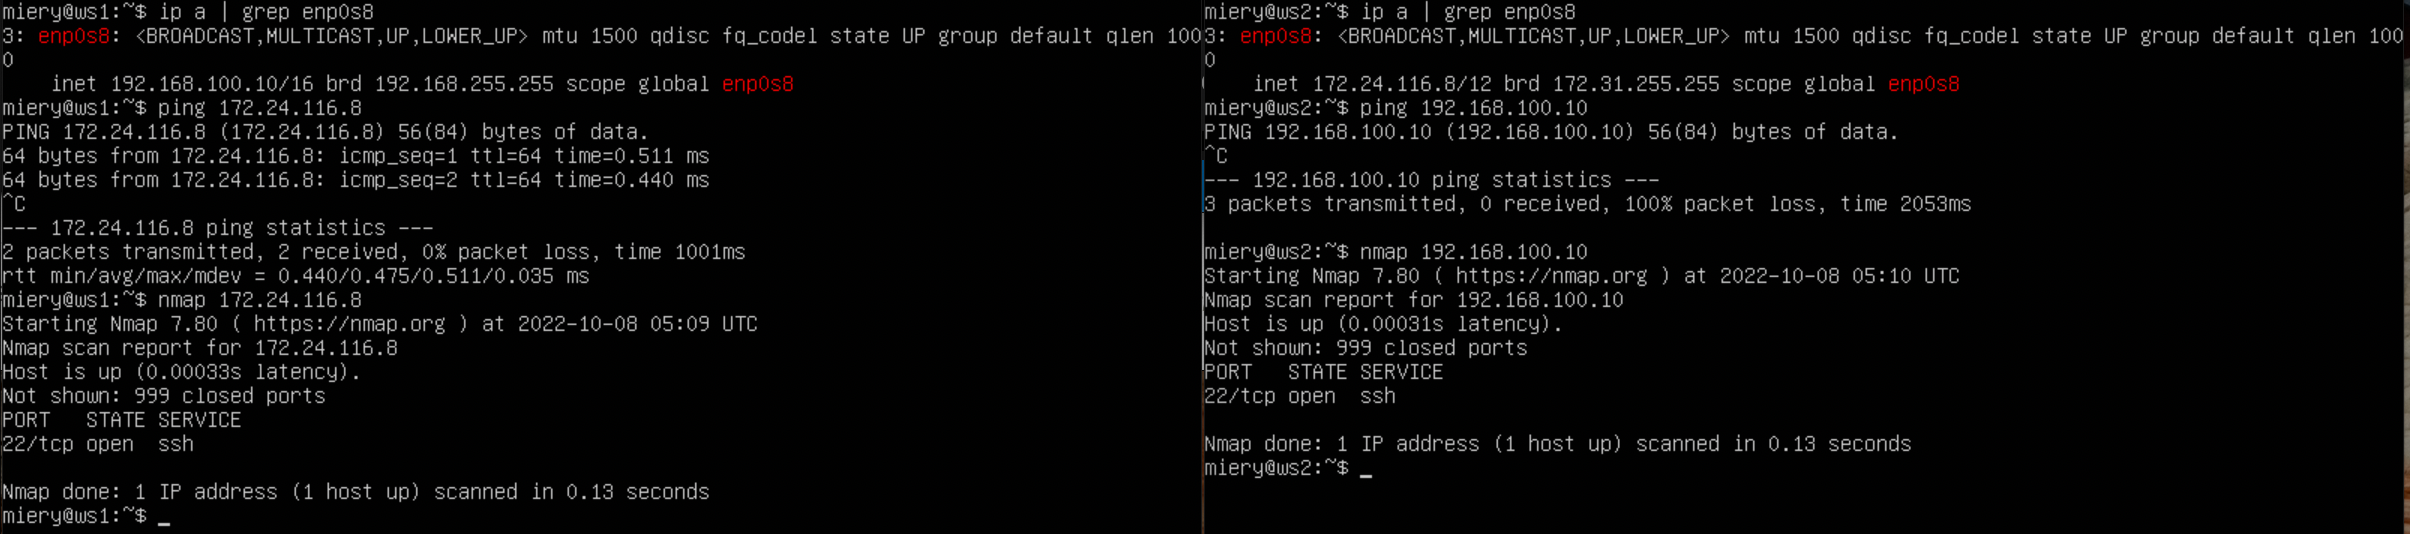 miery@ws1:~$ ip a | grep enp0s8
3: enp0s8: <BROADCAST,MULTICAST,UP,LOWER_UP> mtu 1500 qdisc fq_codel state UP group default qlen 100
0
    inet 192.168.100.10/16 brd 192.168.255.255 scope global enp0s8
miery@ws1:~$ ping 172.24.116.8
PING 172.24.116.8 (172.24.116.8) 56(84) bytes of data.
64 bytes from 172.24.116.8: icmp_seq=1 ttl=64 time=0.511 ms
64 bytes from 172.24.116.8: icmp_seq=2 ttl=64 time=0.440 ms
^C
--- 172.24.116.8 ping statistics ---
2 packets transmitted, 2 received, 0% packet loss, time 1001ms
rtt min/avg/max/mdev = 0.440/0.475/0.511/0.035 ms
miery@ws1:~$ nmap 172.24.116.8
Starting Nmap 7.80 ( https://nmap.org ) at 2022-10-08 05:09 UTC
Nmap scan report for 172.24.116.8
Host is up (0.00033s latency).
Not shown: 999 closed ports
PORT   STATE SERVICE
22/tcp open  ssh

Nmap done: 1 IP address (1 host up) scanned in 0.13 seconds
miery@ws1:~$ _
miery@ws2:~$ ip a | grep enp0s8
3: enp0s8: <BROADCAST,MULTICAST,UP,LOWER_UP> mtu 1500 qdisc fq_codel state UP group default qlen 100
0
    inet 172.24.116.8/12 brd 172.31.255.255 scope global enp0s8
miery@ws2:~$ ping 192.168.100.10
PING 192.168.100.10 (192.168.100.10) 56(84) bytes of data.
^C
--- 192.168.100.10 ping statistics ---
3 packets transmitted, 0 received, 100% packet loss, time 2053ms

miery@ws2:~$ nmap 192.168.100.10
Starting Nmap 7.80 ( https://nmap.org ) at 2022-10-08 05:10 UTC
Nmap scan report for 192.168.100.10
Host is up (0.00031s latency).
Not shown: 999 closed ports
PORT   STATE SERVICE
22/tcp open  ssh

Nmap done: 1 IP address (1 host up) scanned in 0.13 seconds
miery@ws2:~$ _